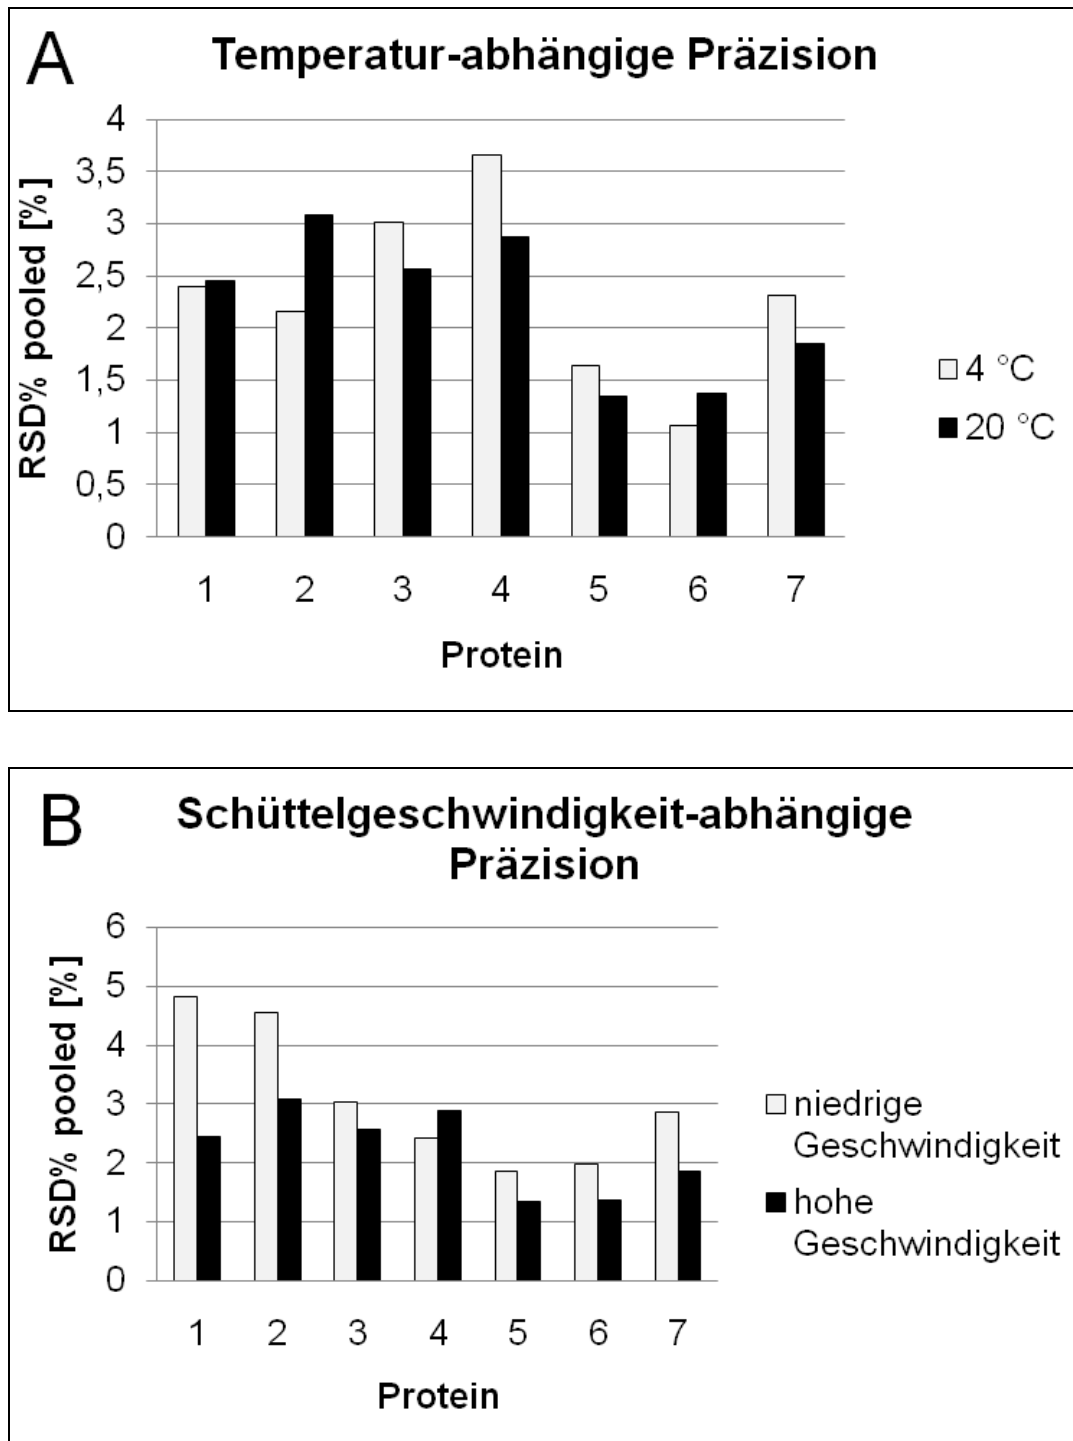 A
Temperatur-abhängige Präzision
RSD% pooled [%]
4
3,5
3
2,5
2
1,5
1
0,5
0
1 2 3 4 5 6 7
Protein
4 °C
20 °C
B
Schüttelgeschwindigkeit-abhängige
Präzision
RSD% pooled [%]
6
5
4
3
2
1
0
1 2 3 4 5 6 7
Protein
niedrige
Geschwindigkeit
hohe
Geschwindigkeit